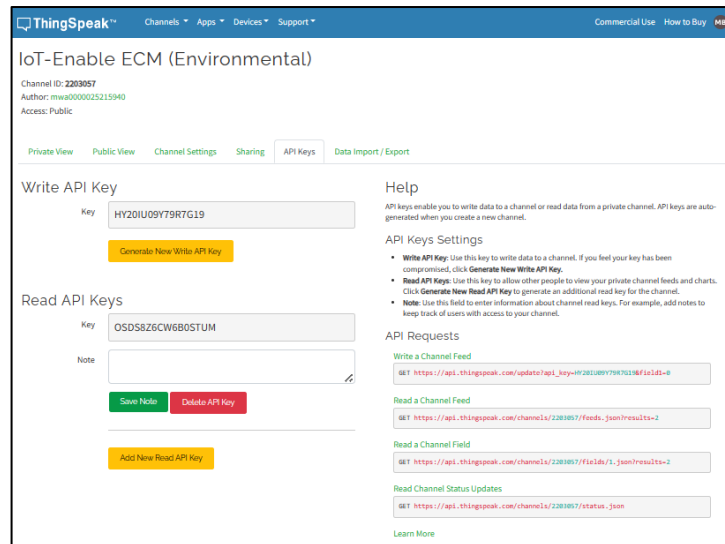 ThingSpeak™ Channels Apps Devices Support Commercial Use How to Buy
IoT-Enable ECM (Environmental)
Channel ID: 2203057
Author: mwa0000025215940
Access: Public
Private View Public View Channel Settings Sharing API Keys Data Import / Export
Write API Key
Key HY20IU09Y79R7G19
Generate New Write API Key
Read API Keys
Key OSDS8Z6CW6B0STUM
Note
Save Note Delete API Key
Add New Read API Key
Help
API keys enable you to write data to a channel or read data from a private channel. API keys are auto-
generated when you create a new channel.
API Keys Settings
Write API Key: Use this key to write data to a channel. If you feel your key has been
compromised, click Generate New Write API Key.
Read API Keys: Use this key to allow other people to view your private channel feeds and charts.
Click Generate New Read API Key to generate an additional read key for the channel.
Note: Use this field to enter information about channel read keys. For example, add notes to
keep track of users with access to your channel.
API Requests
Write a Channel Feed
GET https://api.thingspeak.com/update?api_key=HY20IU09Y79R7G19&field1=0
Read a Channel Feed
GET https://api.thingspeak.com/channels/2203057/feeds.json?results=2
Read a Channel Field
GET https://api.thingspeak.com/channels/2203057/fields/1.json?results=2
Read Channel Status Updates
GET https://api.thingspeak.com/channels/2203057/status.json
Learn More